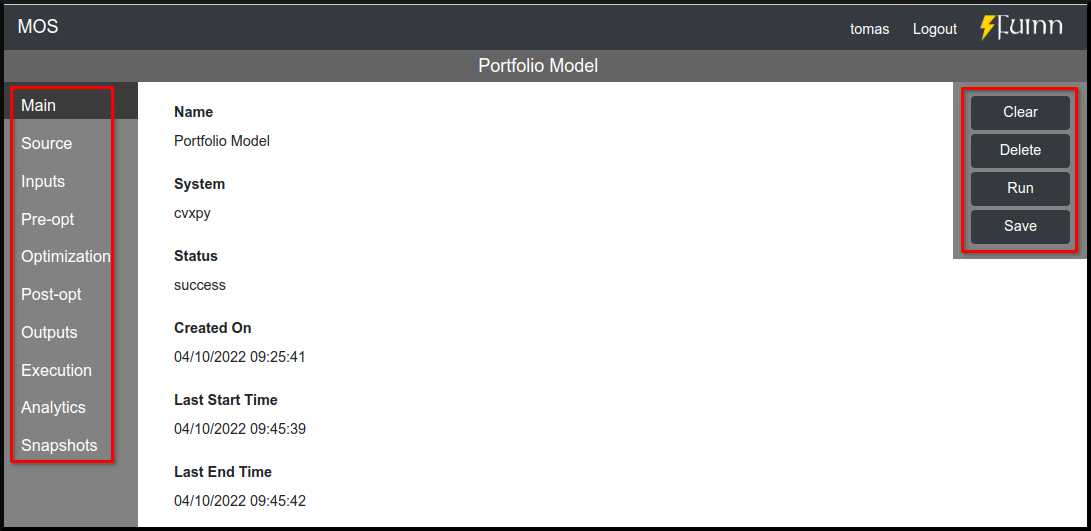 MOS
tomas
Logout
Fuinn
Portfolio Model
Main
Source
Inputs
Pre-opt
Optimization
Post-opt
Outputs
Execution
Analytics
Snapshots
Name
Portfolio Model
System
cvxpy
Status
success
Created On
04/10/2022 09:25:41
Last Start Time
04/10/2022 09:45:39
Last End Time
04/10/2022 09:45:42
Clear
Delete
Run
Save